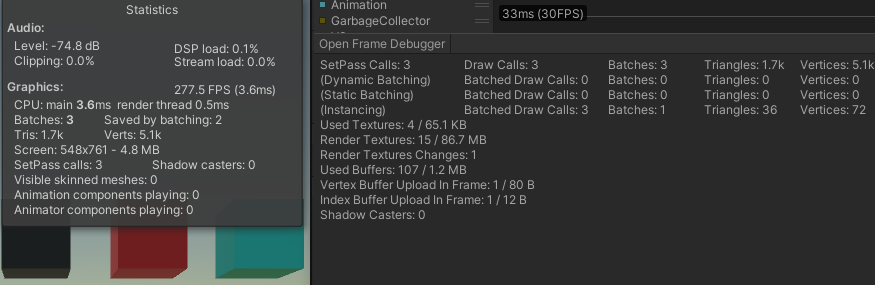 Statistics
Audio:
Level: -74.8 dB DSP load: 0.1%
Clipping: 0.0% Stream load: 0.0%
Graphics: 277.5 FPS (3.6ms)
CPU: main 3.6ms render thread 0.5ms
Batches: 3 Saved by batching: 2
Tris: 1.7k Verts: 5.1k
Screen: 548x761 - 4.8 MB
SetPass calls: 3 Shadow casters: 0
Visible skinned meshes: 0
Animation components playing: 0
Animator components playing: 0
Animation
GarbageCollector
33ms (30FPS)
Open Frame Debugger
SetPass Calls: 3 Draw Calls: 3 Batches: 3 Triangles: 1.7k Vertices: 5.1k
(Dynamic Batching) Batched Draw Calls: 0 Batches: 0 Triangles: 0 Vertices: 0
(Static Batching) Batched Draw Calls: 0 Batches: 0 Triangles: 0 Vertices: 0
(Instancing) Batched Draw Calls: 3 Batches: 1 Triangles: 36 Vertices: 72
Used Textures: 4 / 65.1 KB
Render Textures: 15 / 86.7 MB
Render Textures Changes: 1
Used Buffers: 107 / 1.2 MB
Vertex Buffer Upload In Frame: 1 / 80 B
Index Buffer Upload In Frame: 1 / 12 B
Shadow Casters: 0